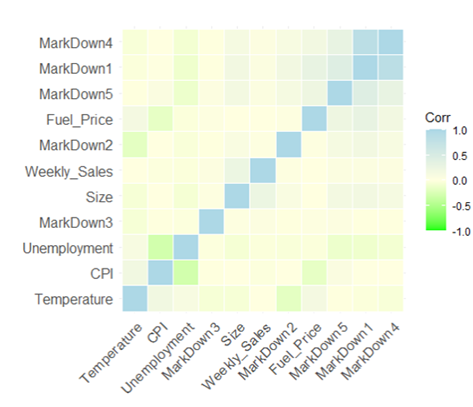 MarkDown4
MarkDown1
MarkDown5
Fuel_Price
MarkDown2
Weekly_Sales
Size
MarkDown3
Unemployment
CPI
Temperature
Corr
1.0
0.5
0.0
-0.5
-1.0
Temperature
CPI
Unemployment
MarkDown3
Size
Weekly_Sales
MarkDown2
Fuel_Price
MarkDown5
MarkDown1
MarkDown4